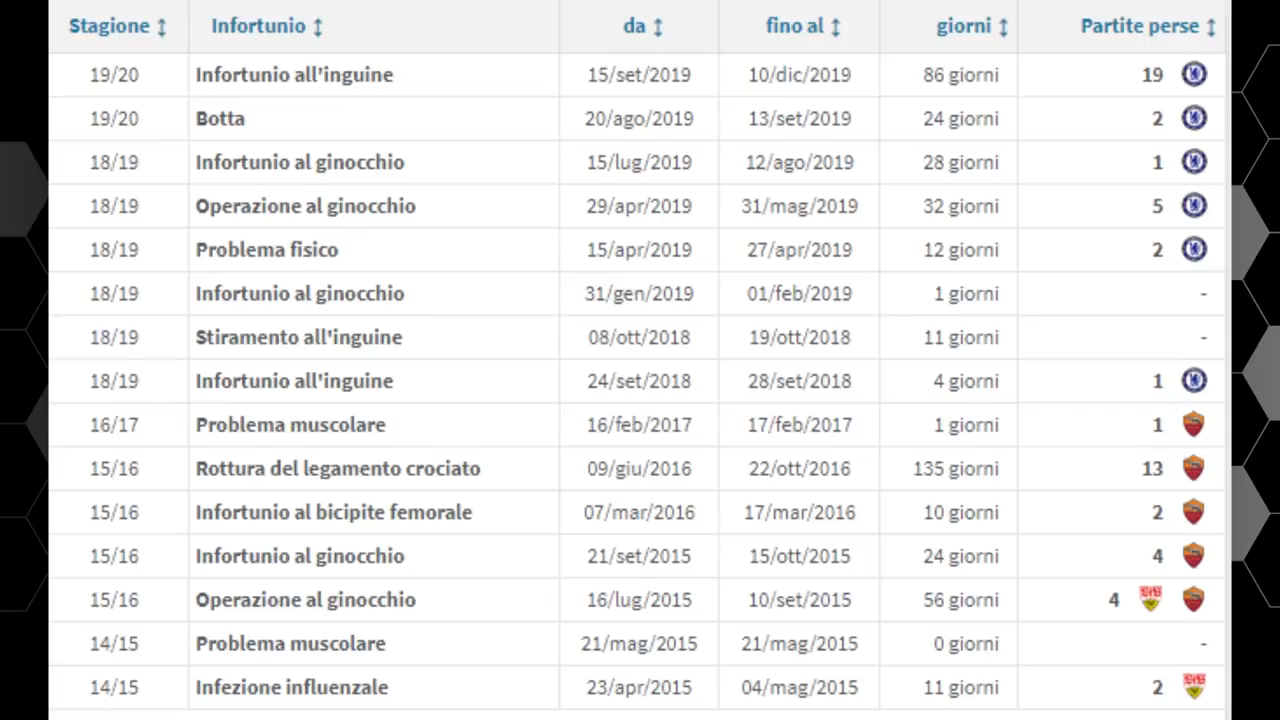 Stagione Infortunio da fino al giorni Partite perse
19/20 Infortunio all'inguine 15/set/2019 10/dic/2019 86 giorni 19
19/20 Botta 20/ago/2019 13/set/2019 24 giorni 2
18/19 Infortunio al ginocchio 15/lug/2019 12/ago/2019 28 giorni 1
18/19 Operazione al ginocchio 29/apr/2019 31/mag/2019 32 giorni 5
18/19 Problema fisico 15/apr/2019 27/apr/2019 12 giorni 2
18/19 Infortunio al ginocchio 31/gen/2019 01/feb/2019 1 giorni -
18/19 Stiramento all'inguine 08/ott/2018 19/ott/2018 11 giorni -
18/19 Infortunio all'inguine 24/set/2018 28/set/2018 4 giorni 1
16/17 Problema muscolare 16/feb/2017 17/feb/2017 1 giorni 1
15/16 Rottura del legamento crociato 09/giu/2016 22/ott/2016 135 giorni 13
15/16 Infortunio al bicipite femorale 07/mar/2016 17/mar/2016 10 giorni 2
15/16 Infortunio al ginocchio 21/set/2015 15/ott/2015 24 giorni 4
15/16 Operazione al ginocchio 16/lug/2015 10/set/2015 56 giorni 4
14/15 Problema muscolare 21/mag/2015 21/mag/2015 0 giorni -
14/15 Infezione influenzale 23/apr/2015 04/mag/2015 11 giorni 2